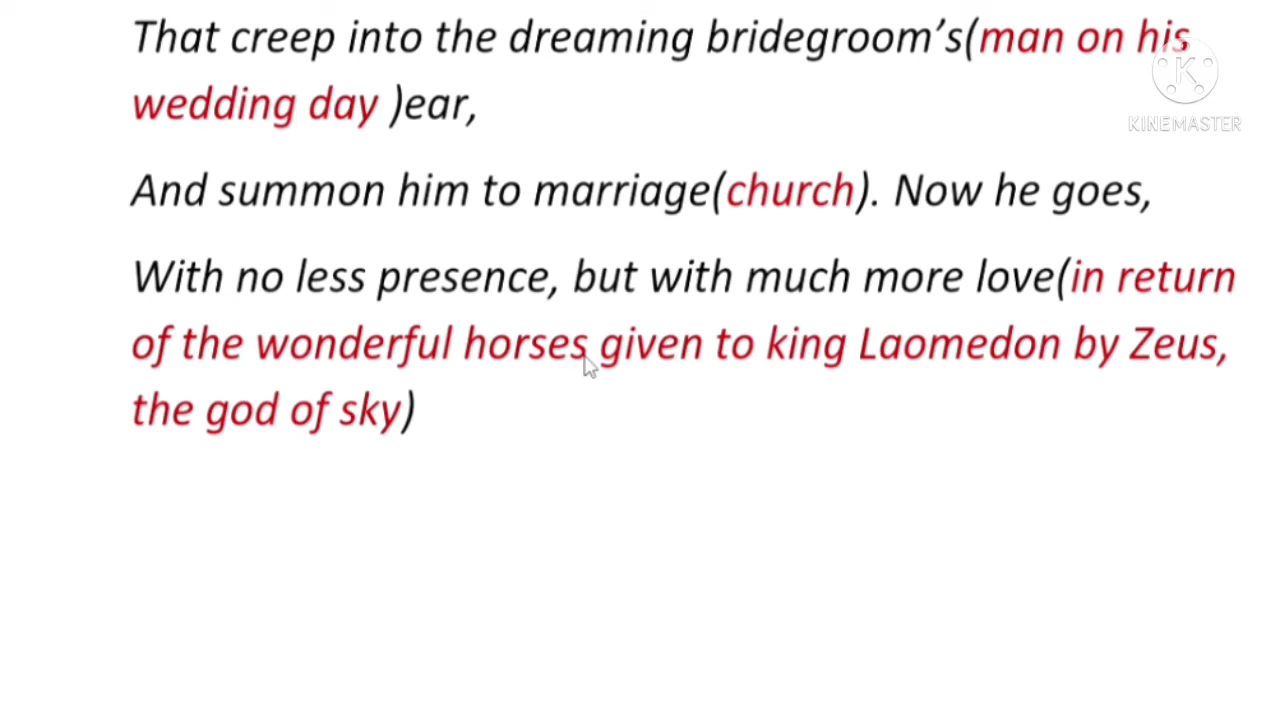 That creep into the dreaming bridegroom’s(man on his
wedding day )ear,
KINEMASTER
And summon him to marriage(church). Now he goes,
With no less presence, but with much more love(in return
of the wonderful horses given to king Laomedon by Zeus,
the god of sky)